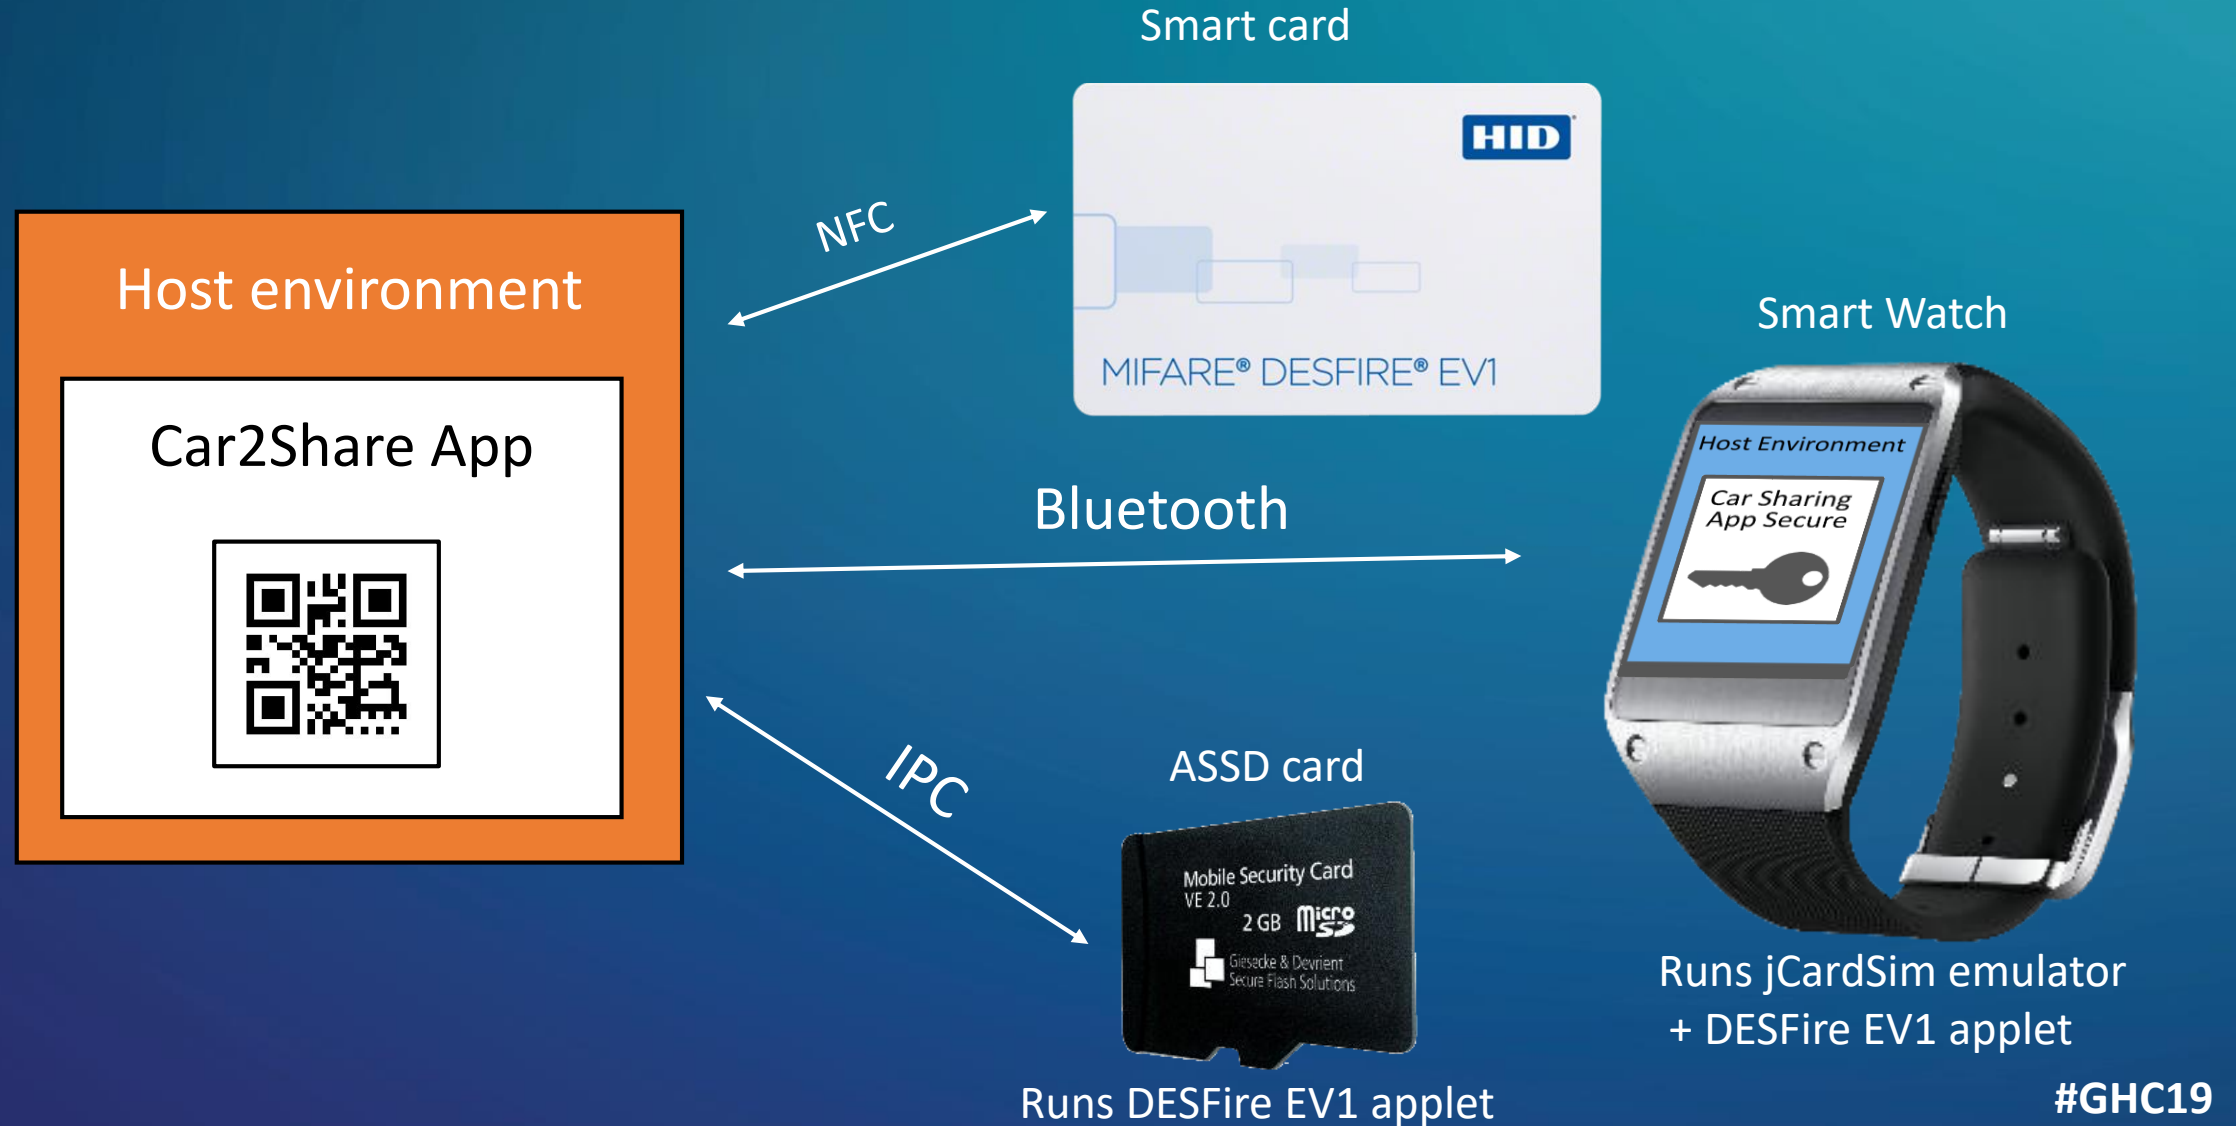 Smart card
HID
MIFARE® DESFIRE® EV1
NFC
Host environment
Car2Share App
Bluetooth
Smart Watch
Host Environment
Car Sharing
App Secure
IPC
ASSD card
Mobile Security Card
VE 2.0
2 GB Micro SD
Giesecke & Devrient
Secure Flash Solutions
Runs DESFire EV1 applet
Runs jCardSim emulator
+ DESFire EV1 applet
#GHC19